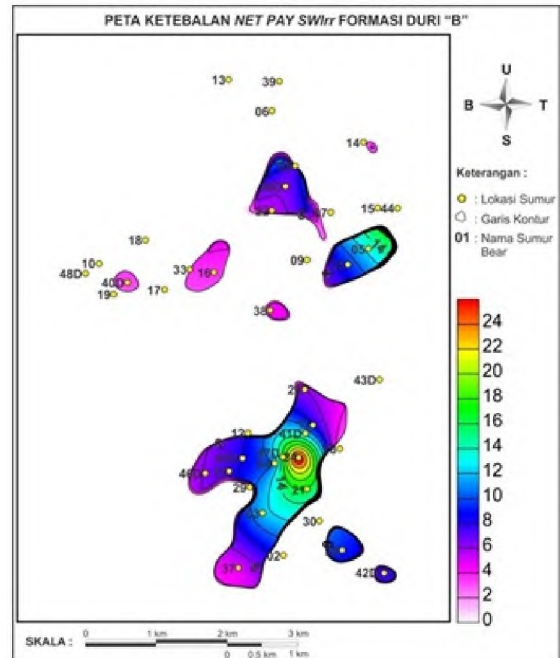 PETA KETEBALAN NET PAY SWIrr FORMASI DURI “B”
U
B T
S
Keterangan :
: Lokasi Sumur
: Garis Kontur
01 : Nama Sumur Bear
13
39
06
14
15
44
18
09
10
48D
40D
19
17
33
16
38
43D
12
41D
29
21
30
02
37
42D
24
22
20
18
16
14
12
10
8
6
4
2
0
SKALA :
0 1 km 2 km 3 km
0 0.5 km 1 km